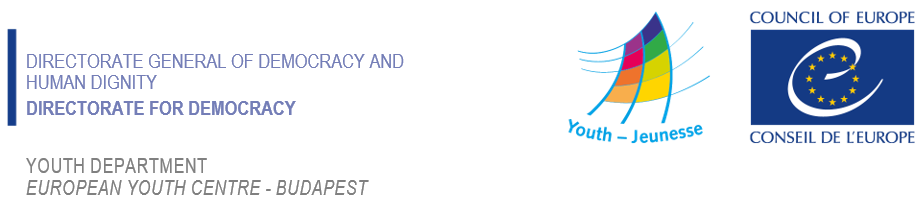 DIRECTORATE GENERAL OF DEMOCRACY AND
HUMAN DIGNITY
DIRECTORATE FOR DEMOCRACY
YOUTH DEPARTMENT
EUROPEAN YOUTH CENTRE - BUDAPEST
Youth – Jeunesse
COUNCIL OF EUROPE
CONSEIL DE L'EUROPE